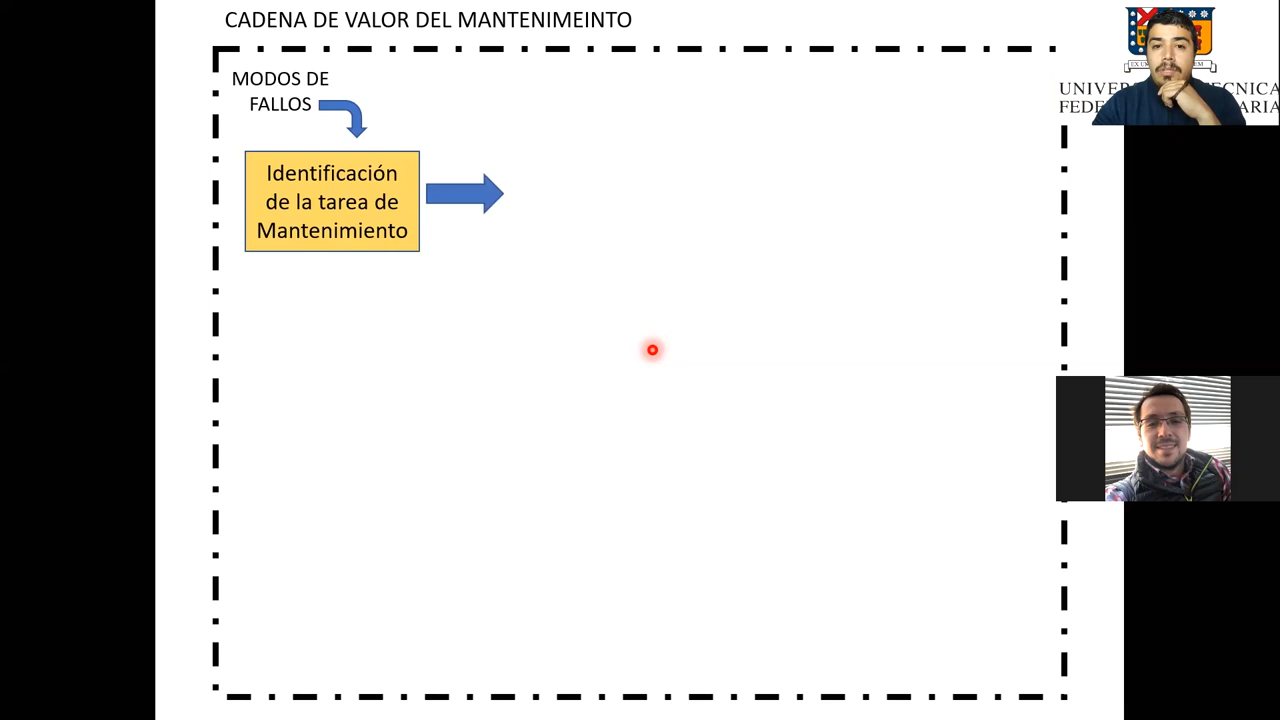 CADENA DE VALOR DEL MANTENIMEINTO
MODOS DE
FALLOS
Identificación
de la tarea de
Mantenimiento